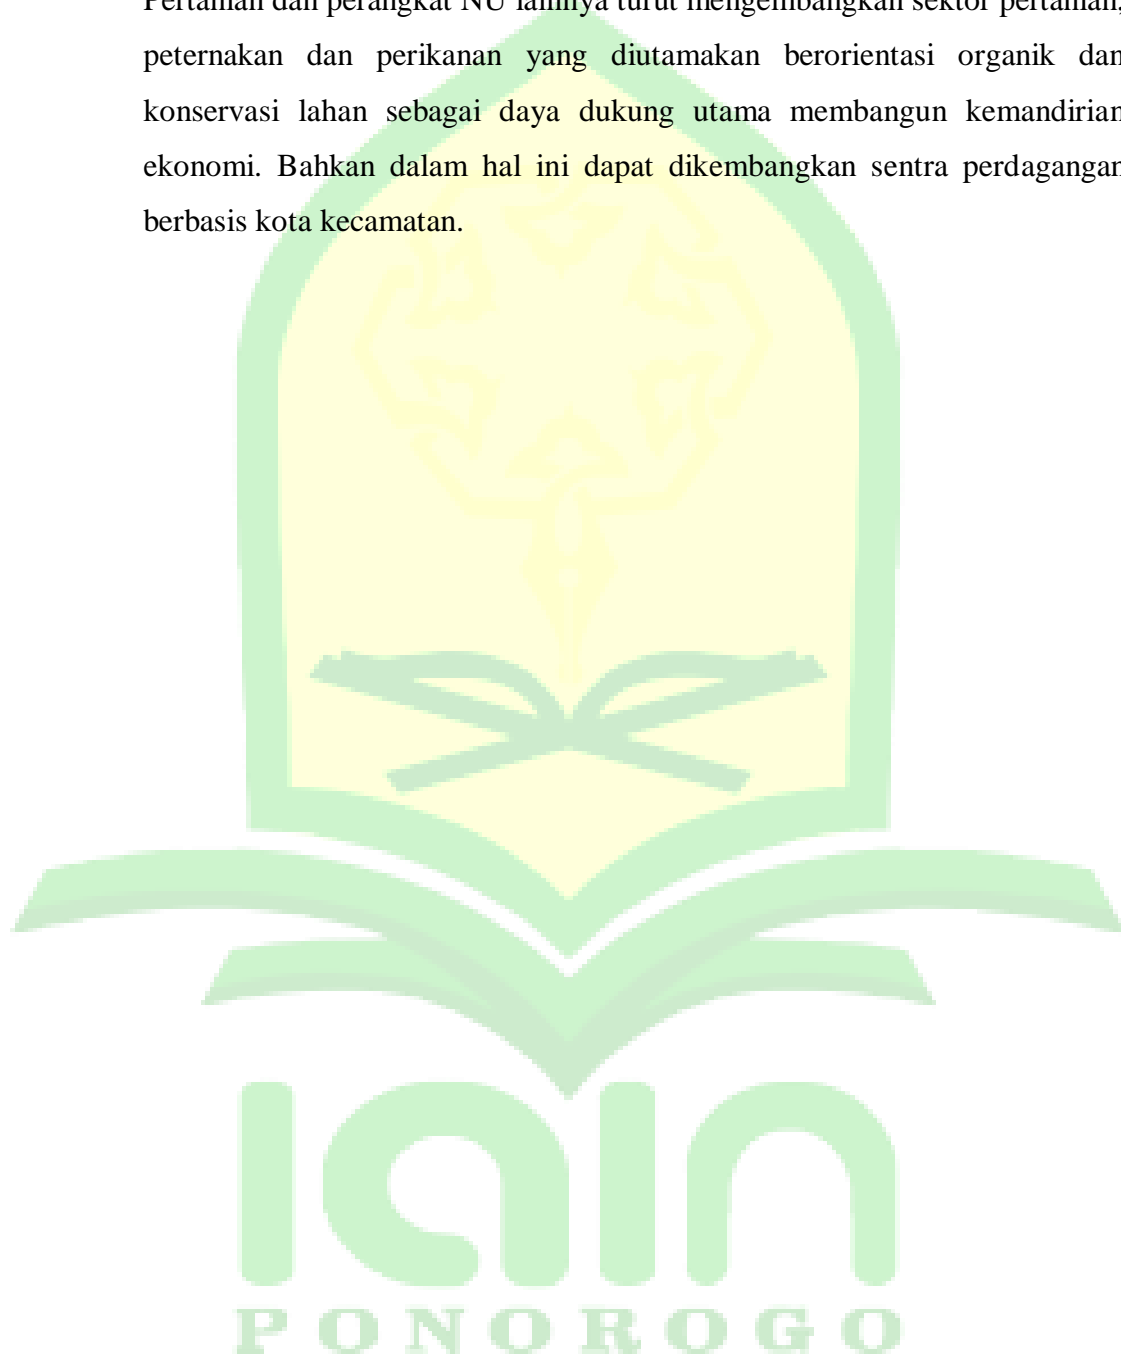 Pertanian dan perangkat NU lainnya turut mengembangkan sektor pertanian,
peternakan dan perikanan yang diutamakan berorientasi organik dan
konservasi lahan sebagai daya dukung utama membangun kemandirian
ekonomi. Bahkan dalam hal ini dapat dikembangkan sentra perdagangan
berbasis kota kecamatan.
iain
PONOROGO